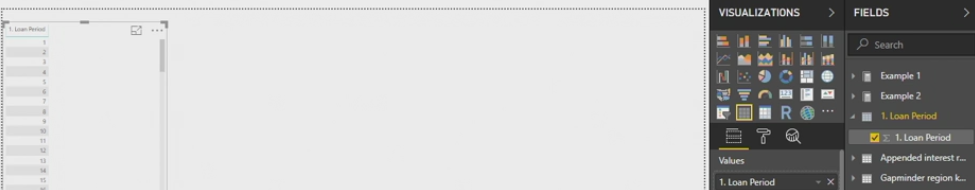 1. Loan Period
1
2
3
4
5
6
7
8
9
10
11
12
13
14
15
VISUALIZATIONS
R
Values
1. Loan Period
FIELDS
Search
Example 1
Example 2
1. Loan Period
Σ 1. Loan Period
Appended interest r...
Gapminder region k...